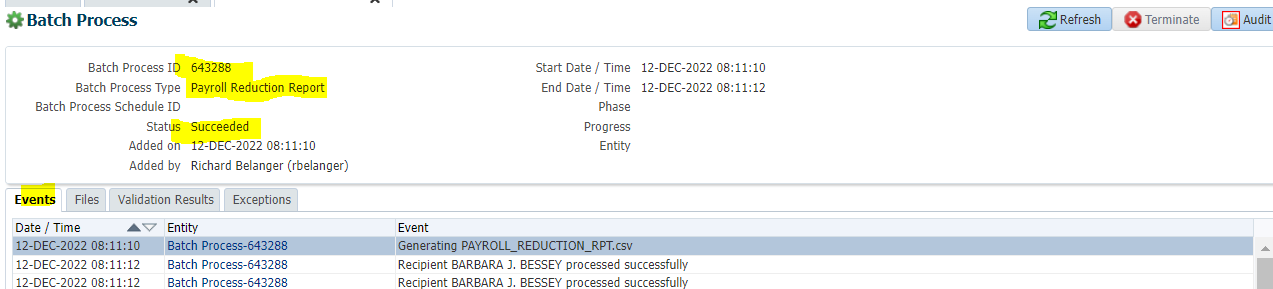 Batch Process
Refresh
Terminate
Audit
Batch Process ID 643288
Start Date / Time 12-DEC-2022 08:11:10
Batch Process Type Payroll Reduction Report
End Date / Time 12-DEC-2022 08:11:12
Batch Process Schedule ID
Phase
Status Succeeded
Progress
Added on 12-DEC-2022 08:11:10
Entity
Added by Richard Belanger (rbelanger)
Events Files Validation Results Exceptions
Date / Time Entity Event
12-DEC-2022 08:11:10 Batch Process-643288 Generating PAYROLL_REDUCTION_RPT.csv
12-DEC-2022 08:11:12 Batch Process-643288 Recipient BARBARA J. BESSEY processed successfully
12-DEC-2022 08:11:12 Batch Process-643288 Recipient BARBARA J. BESSEY processed successfully